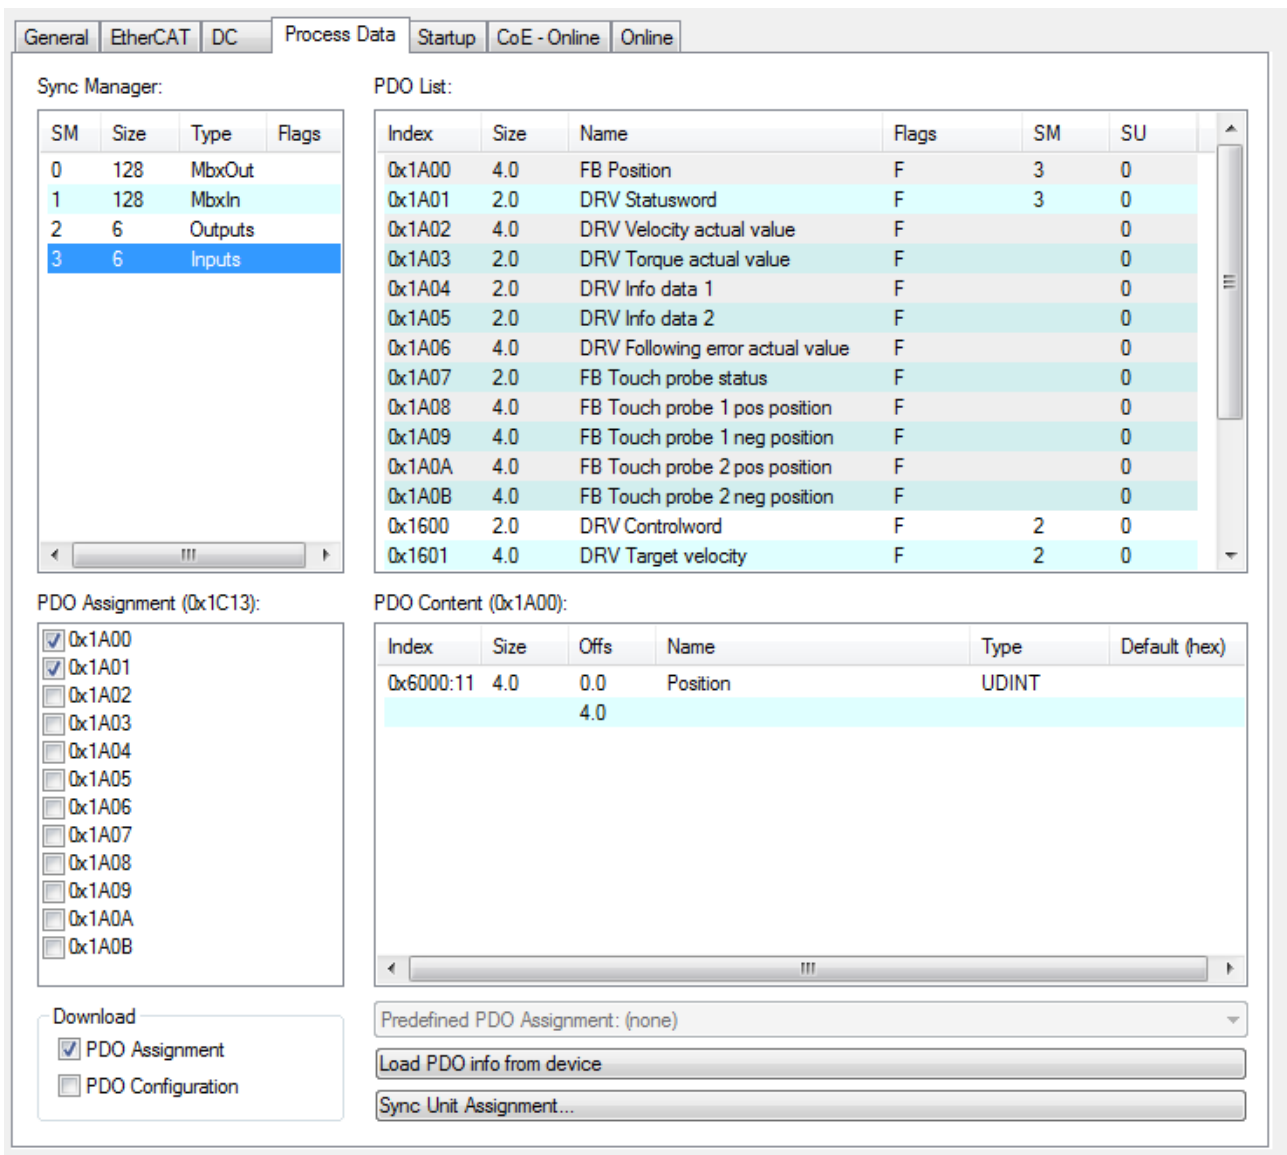 General EtherCAT DC Process Data Startup CoE - Online Online
Sync Manager:
SM Size Type Flags
0 128 MbxOut
1 128 MbxIn
2 6 Outputs
3 6 Inputs
PDO List:
Index Size Name Flags SM SU
0x1A00 4.0 FB Position F 3 0
0x1A01 2.0 DRV Statusword F 3 0
0x1A02 4.0 DRV Velocity actual value F 0
0x1A03 2.0 DRV Torque actual value F 0
0x1A04 2.0 DRV Info data 1 F 0
0x1A05 2.0 DRV Info data 2 F 0
0x1A06 4.0 DRV Following error actual value F 0
0x1A07 2.0 FB Touch probe status F 0
0x1A08 4.0 FB Touch probe 1 pos position F 0
0x1A09 4.0 FB Touch probe 1 neg position F 0
0x1A0A 4.0 FB Touch probe 2 pos position F 0
0x1A0B 4.0 FB Touch probe 2 neg position F 0
0x1600 2.0 DRV Controlword F 2 0
0x1601 4.0 DRV Target velocity F 2 0
PDO Assignment (0x1C13):
0x1A00
0x1A01
0x1A02
0x1A03
0x1A04
0x1A05
0x1A06
0x1A07
0x1A08
0x1A09
0x1A0A
0x1A0B
PDO Content (0x1A00):
Index Size Offs Name Type Default (hex)
0x6000:11 4.0 0.0 Position UDINT
4.0
Download
PDO Assignment
PDO Configuration
Predefined PDO Assignment: (none)
Load PDO info from device
Sync Unit Assignment...